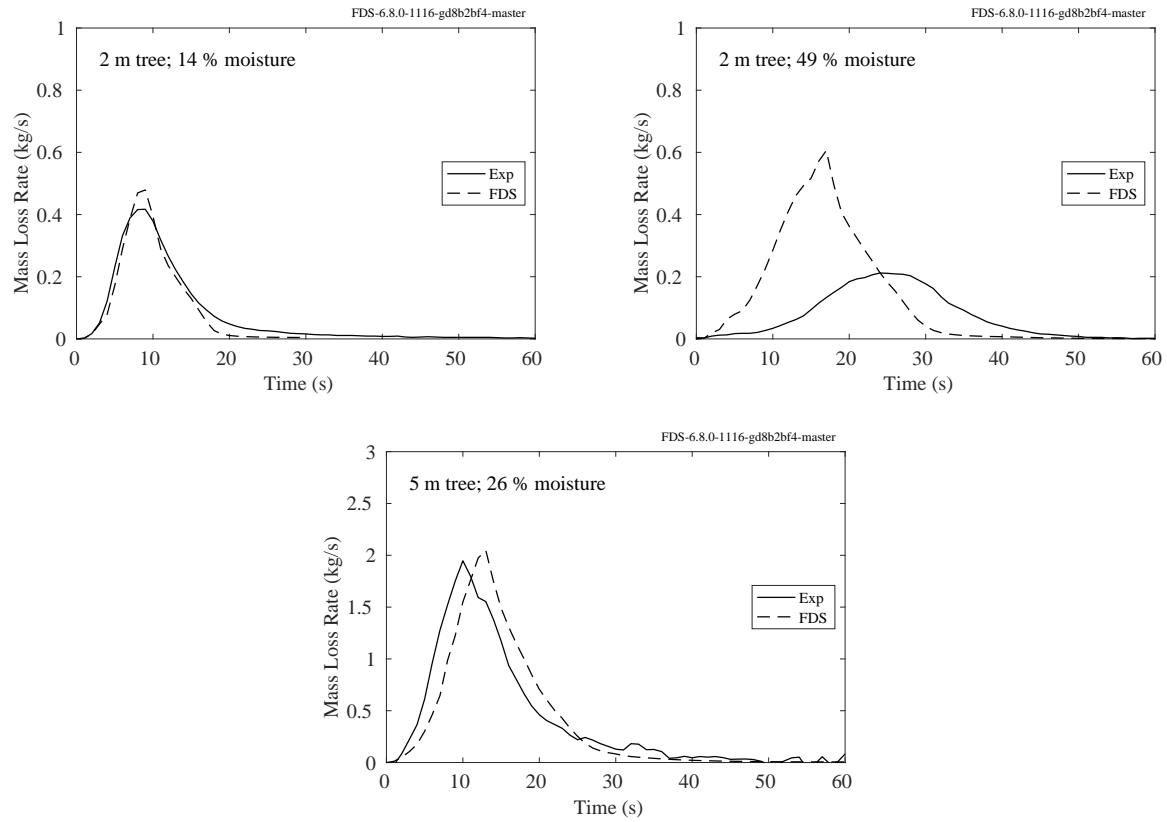 FDS-6.8.0-1116-gd8b2bf4-master
2 m tree; 14 % moisture
Mass Loss Rate (kg/s)
1
0.8
0.6
0.4
0.2
0
Exp
FDS
0 10 20 30 40 50 60
Time (s)
FDS-6.8.0-1116-gd8b2bf4-master
2 m tree; 49 % moisture
Mass Loss Rate (kg/s)
1
0.8
0.6
0.4
0.2
0
Exp
FDS
0 10 20 30 40 50 60
Time (s)
FDS-6.8.0-1116-gd8b2bf4-master
5 m tree; 26 % moisture
Mass Loss Rate (kg/s)
3
2.5
2
1.5
1
0.5
0
Exp
FDS
0 10 20 30 40 50 60
Time (s)